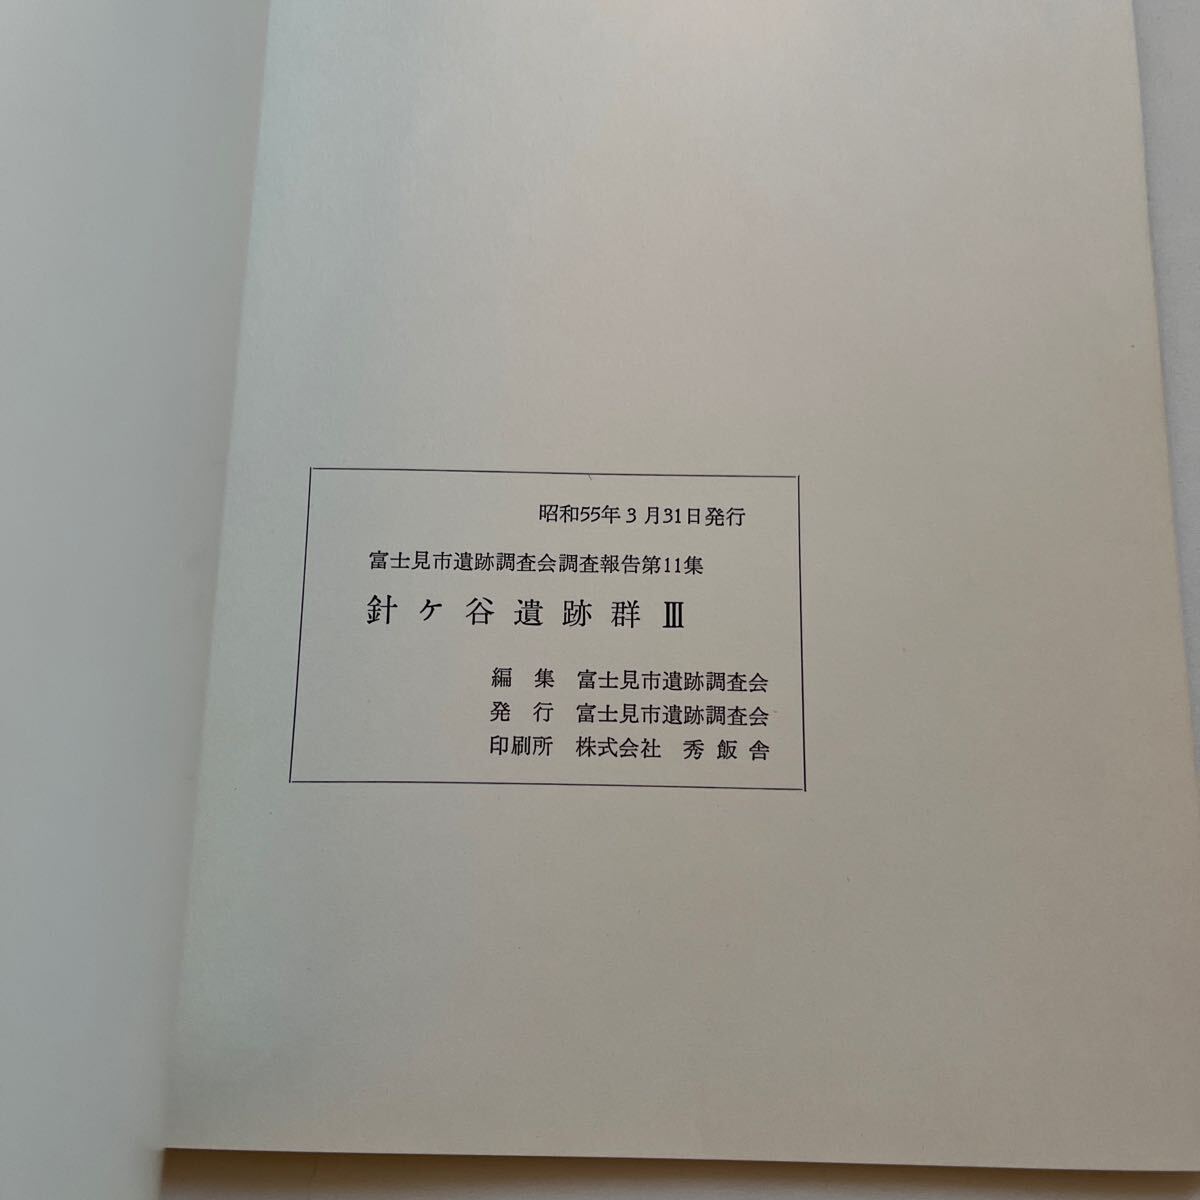 昭和55年3月31日発行
富士見市遺跡調査会調査報告第11集
針ヶ谷遺跡群Ⅲ
編集 富士見市遺跡調査会
発行 富士見市遺跡調査会
印刷所 株式会社 秀飯舎